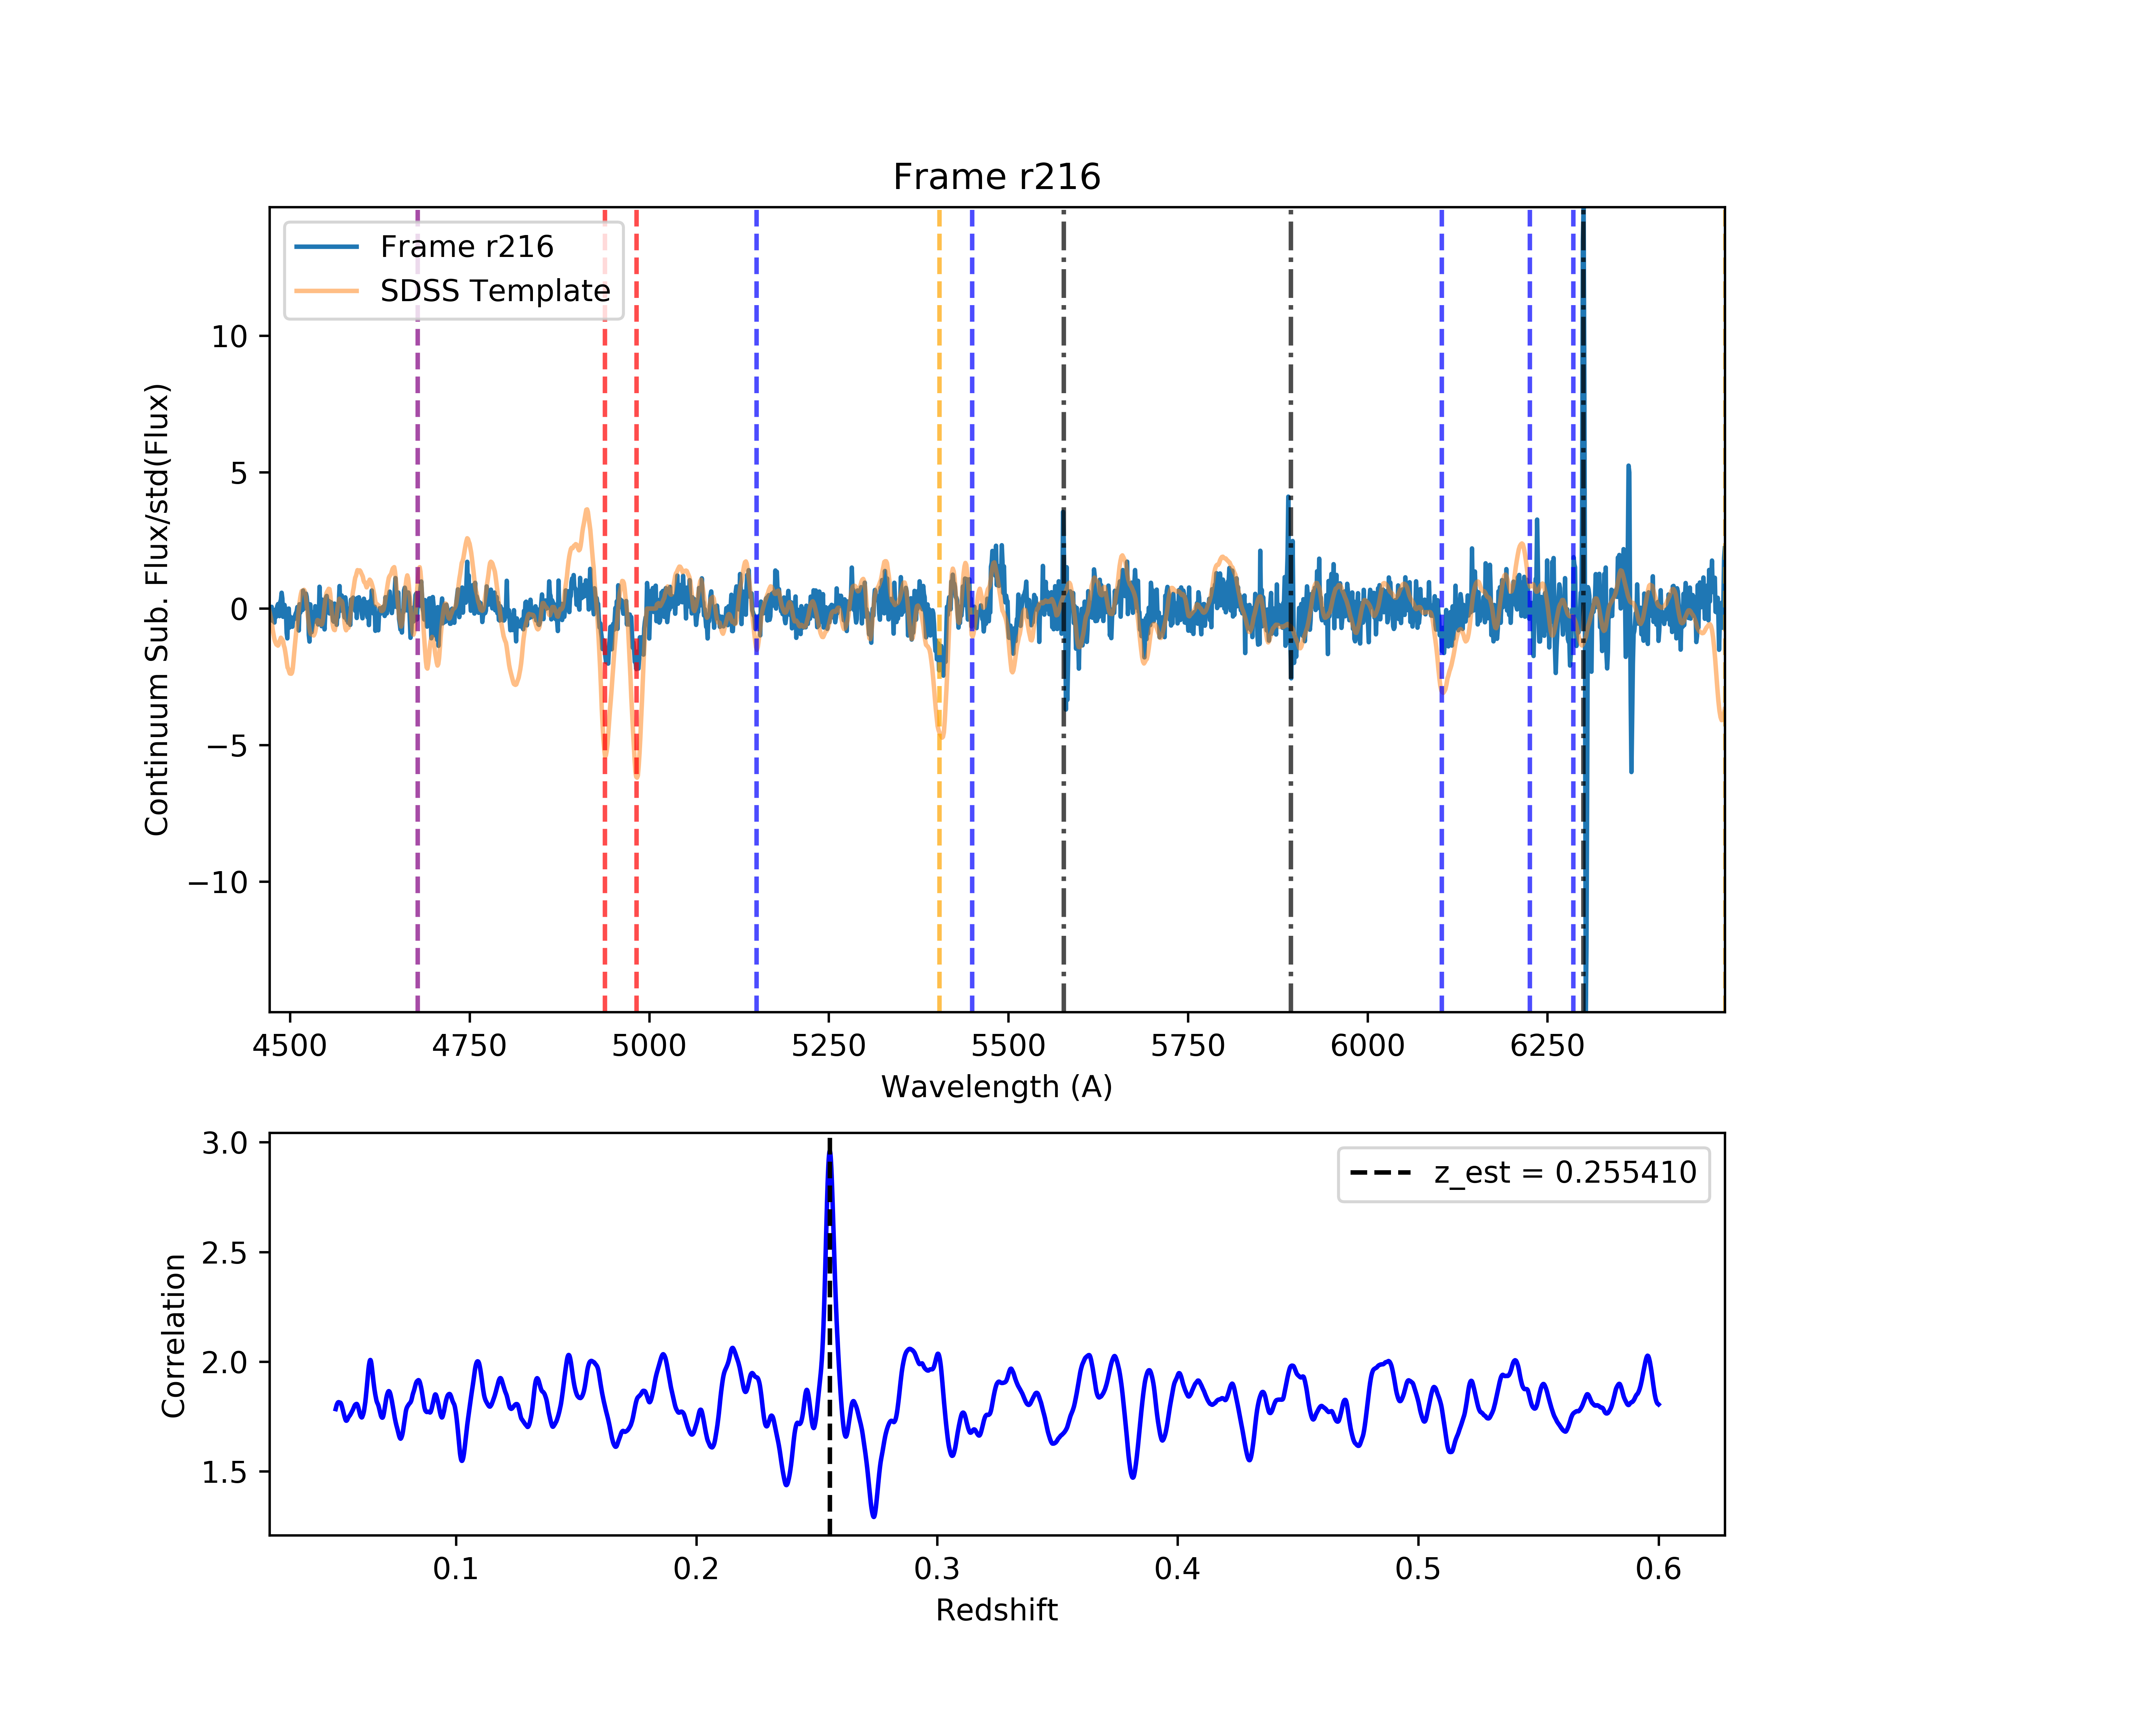 Frame r216
Frame r216
SDSS Template
Continuum Sub. Flux/std(Flux)
10
5
0
−5
−10
4500 4750 5000 5250 5500 5750 6000 6250
Wavelength (A)
Correlation
3.0
2.5
2.0
1.5
z_est = 0.255410
0.1 0.2 0.3 0.4 0.5 0.6
Redshift